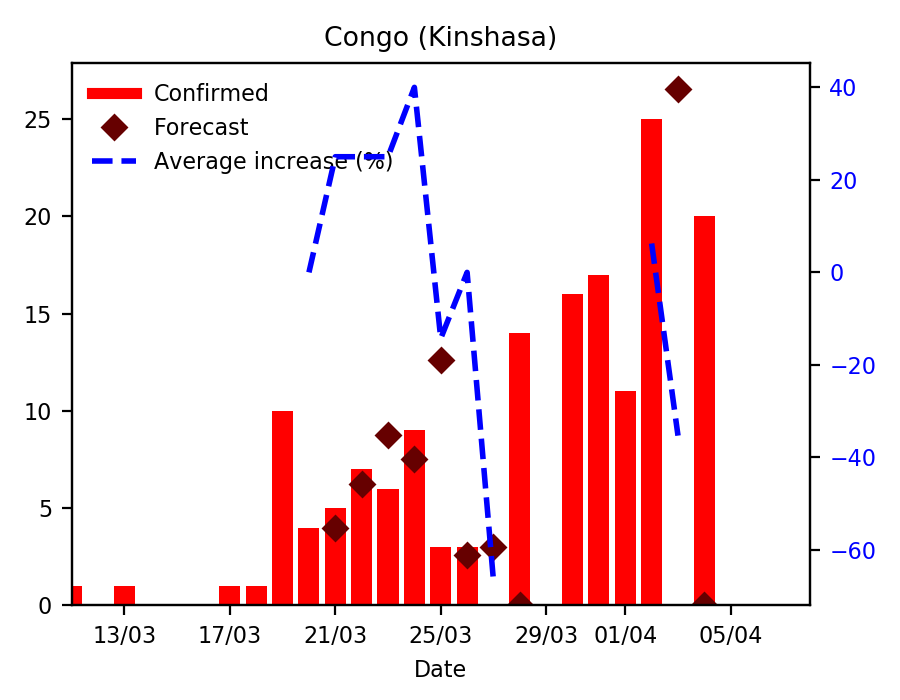 Congo (Kinshasa)
Confirmed
Forecast
Average increase (%)
25
20
15
10
5
0
40
20
0
−20
−40
−60
13/03 17/03 21/03 25/03 29/03 01/04 05/04
Date